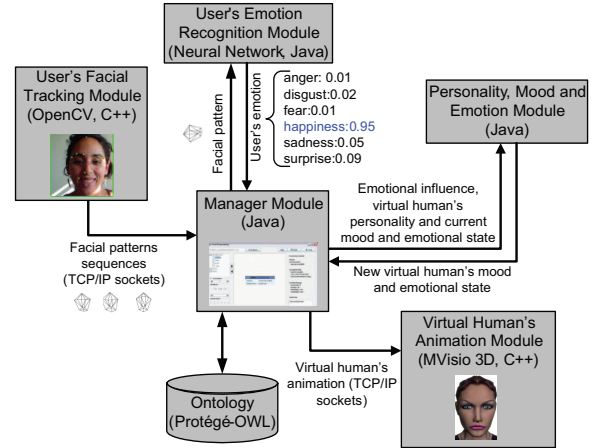 User's Emotion
Recognition Module
(Neural Network, Java)
User's Facial
Tracking Module
(OpenCV, C++)
Facial pattern
User's emotion
anger: 0.01
disgust:0.02
fear:0.01
happiness:0.95
sadness:0.05
surprise:0.09
Personality, Mood and
Emotion Module
(Java)
Manager Module
(Java)
Emotional influence,
virtual human's
personality and current
mood and emotional state
Facial patterns
sequences
(TCP/IP sockets)
New virtual human's mood
and emotional state
Virtual human's
animation (TCP/IP
sockets)
Virtual Human's
Animation Module
(MVisio 3D, C++)
Ontology
(Protégé-OWL)